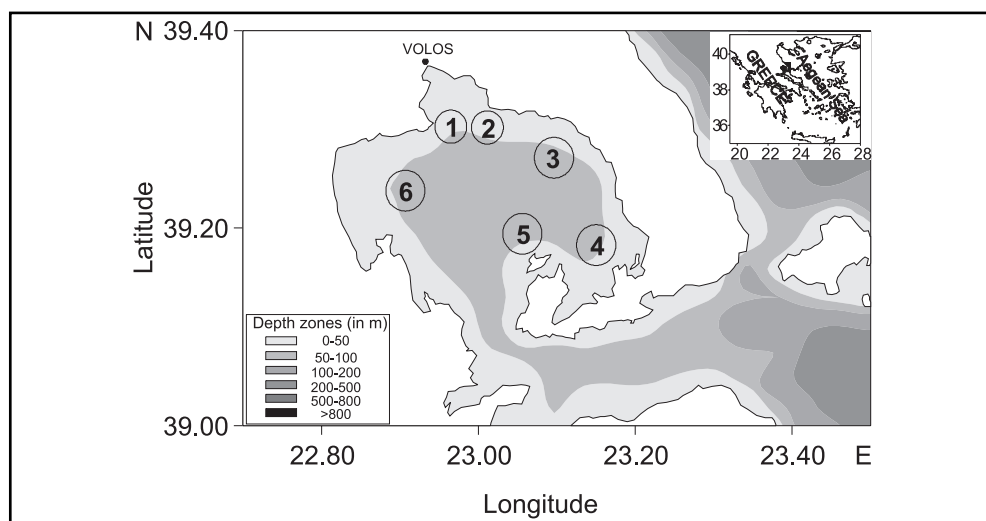 N 39.40
VOLOS
40
38
36
20 22 24 26 28
GREECE
Aegean sea
1 2
3
6
39.20
5 4
Latitude
Depth zones (in m)
0-50
50-100
100-200
200-500
500-800
>800
39.00
22.80 23.00 23.20 23.40 E
Longitude